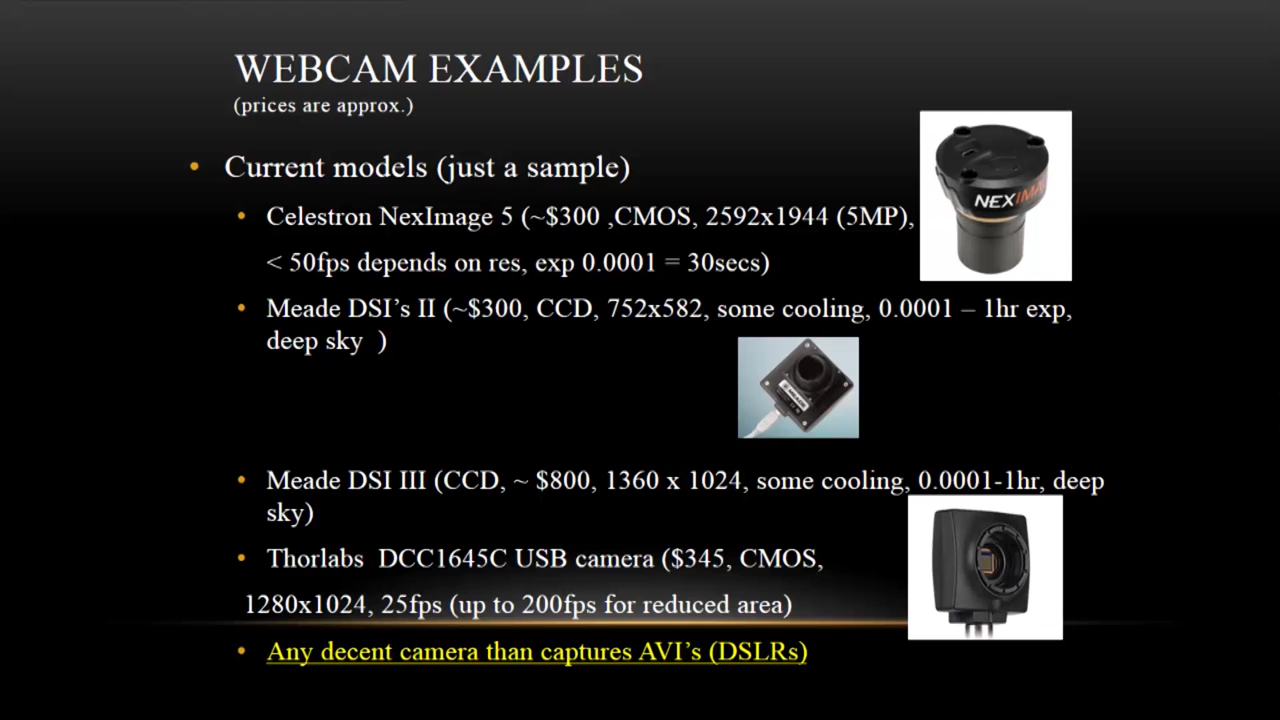 WEBCAM EXAMPLES
(prices are approx.)
• Current models (just a sample)
• Celestron NexImage 5 (~$300 ,CMOS, 2592x1944 (5MP),
< 50fps depends on res, exp 0.0001 = 30secs)
NEXIMA
• Meade DSI’s II (~$300, CCD, 752x582, some cooling, 0.0001 – 1hr exp,
deep sky )
• Meade DSI III (CCD, ~ $800, 1360 x 1024, some cooling, 0.0001-1hr, deep
sky)
• Thorlabs DCC1645C USB camera ($345, CMOS,
1280x1024, 25fps (up to 200fps for reduced area)
• Any decent camera than captures AVI’s (DSLRs)